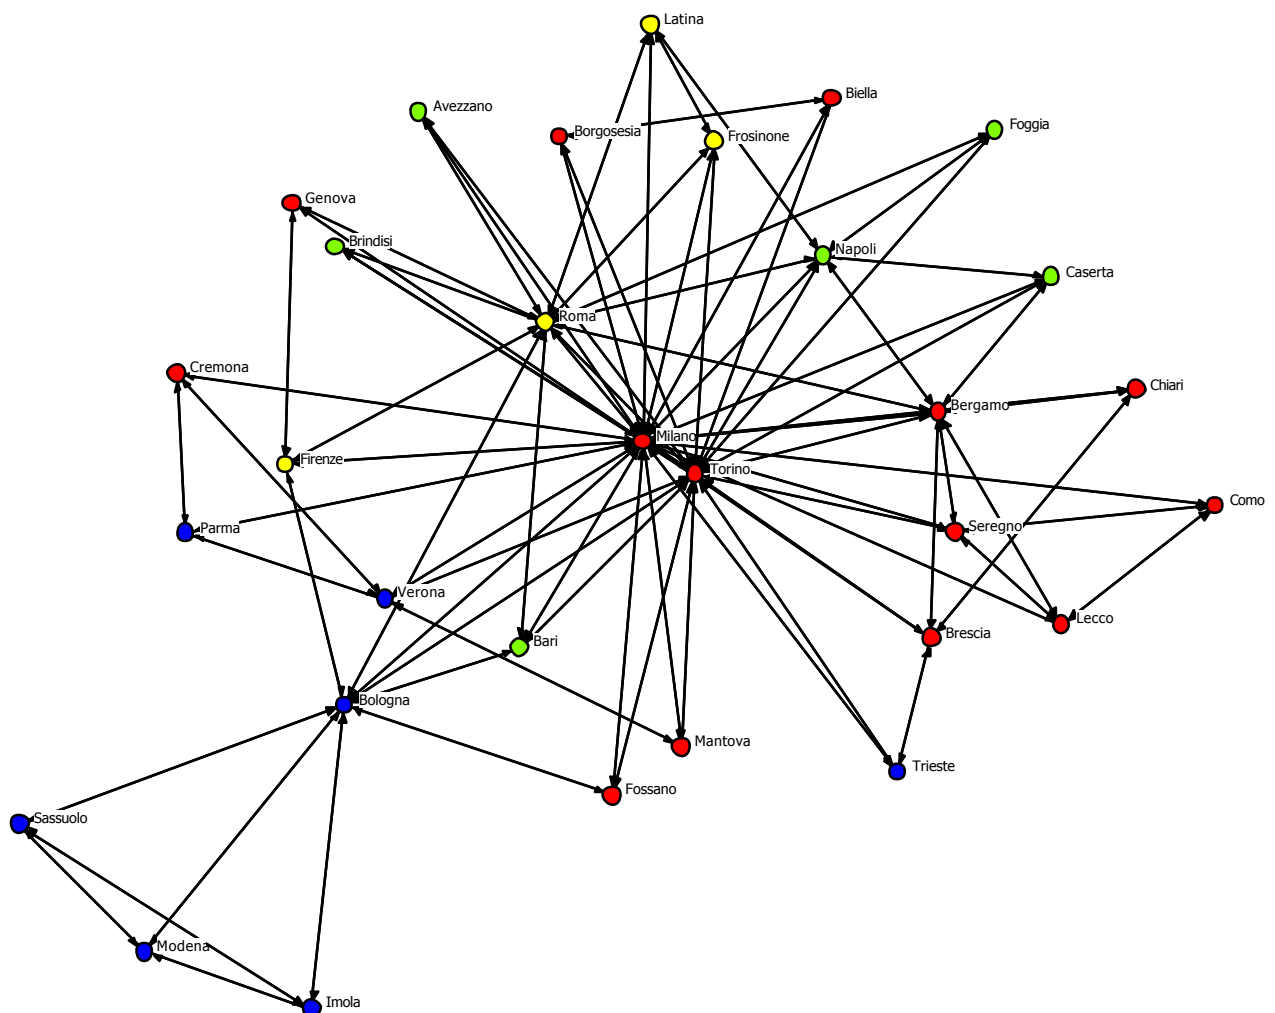 Latina
Biella
Avezzano
Foggia
Borgosesia
Frosinone
Genova
Brindisi
Napoli
Caserta
Roma
Cremona
Chiari
Bergamo
Milano
Firenze
Torino
Como
Parma
Seregno
Verona
Lecco
Brescia
Bari
Bologna
Mantova
Trieste
Fossano
Sassuolo
Modena
Imola